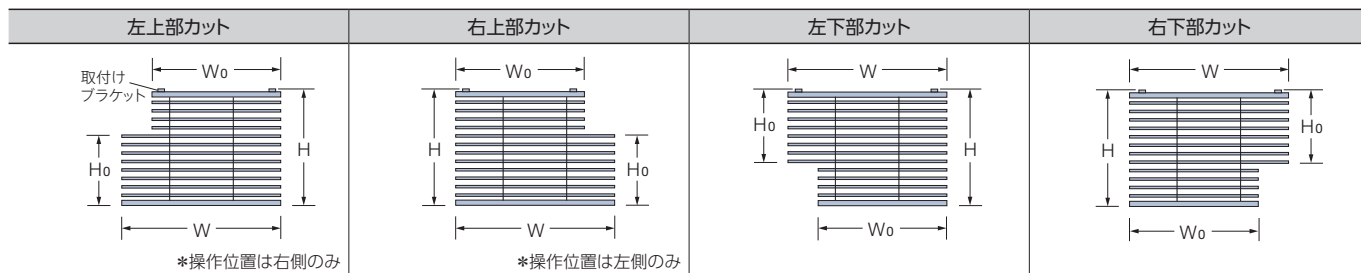 左上部カット
右上部カット
左下部カット
右下部カット
取付け
ブラケット
W0
H
H0
W
*操作位置は右側のみ
W0
H
H0
W
*操作位置は左側のみ
W
H0
H
W0
W
H
H0
W0